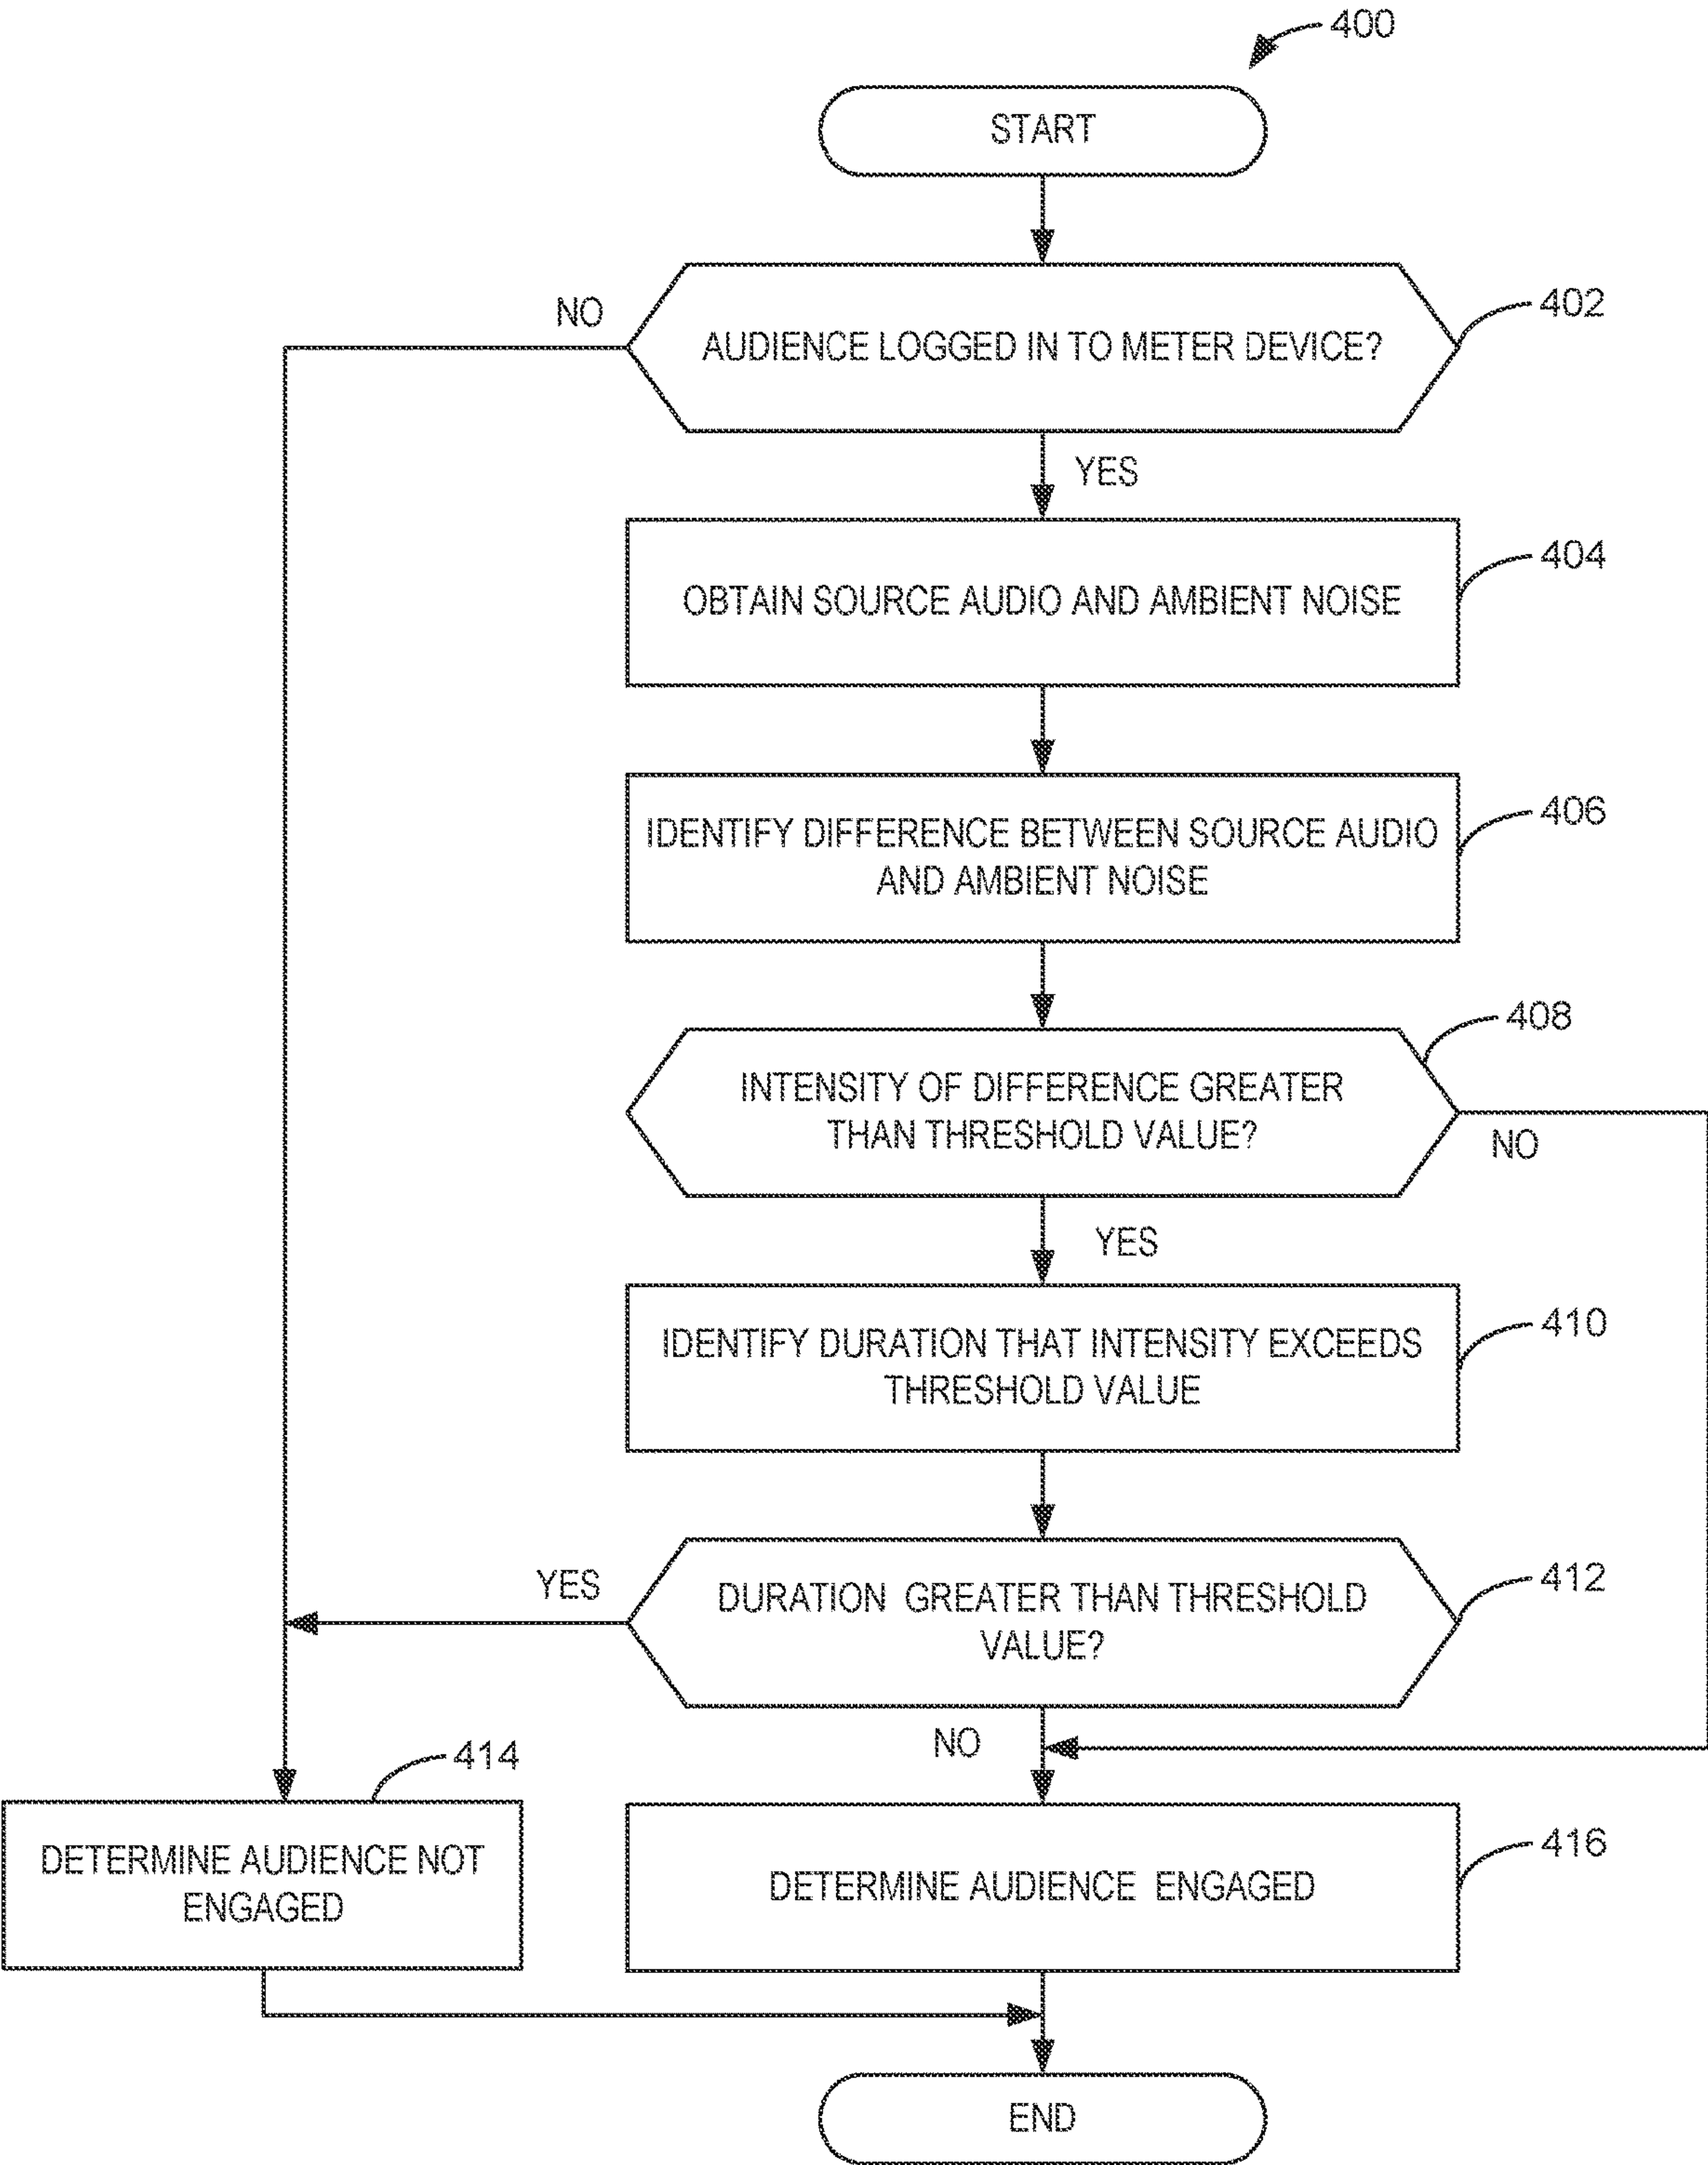 400
START
402
NO
AUDIENCE LOGGED IN TO METER DEVICE?
YES
404
OBTAIN SOURCE AUDIO AND AMBIENT NOISE
406
IDENTIFY DIFFERENCE BETWEEN SOURCE AUDIO
AND AMBIENT NOISE
408
INTENSITY OF DIFFERENCE GREATER
THAN THRESHOLD VALUE?
NO
YES
410
IDENTIFY DURATION THAT INTENSITY EXCEEDS
THRESHOLD VALUE
412
YES
DURATION GREATER THAN THRESHOLD
VALUE?
NO
414
DETERMINE AUDIENCE NOT
ENGAGED
416
DETERMINE AUDIENCE ENGAGED
END